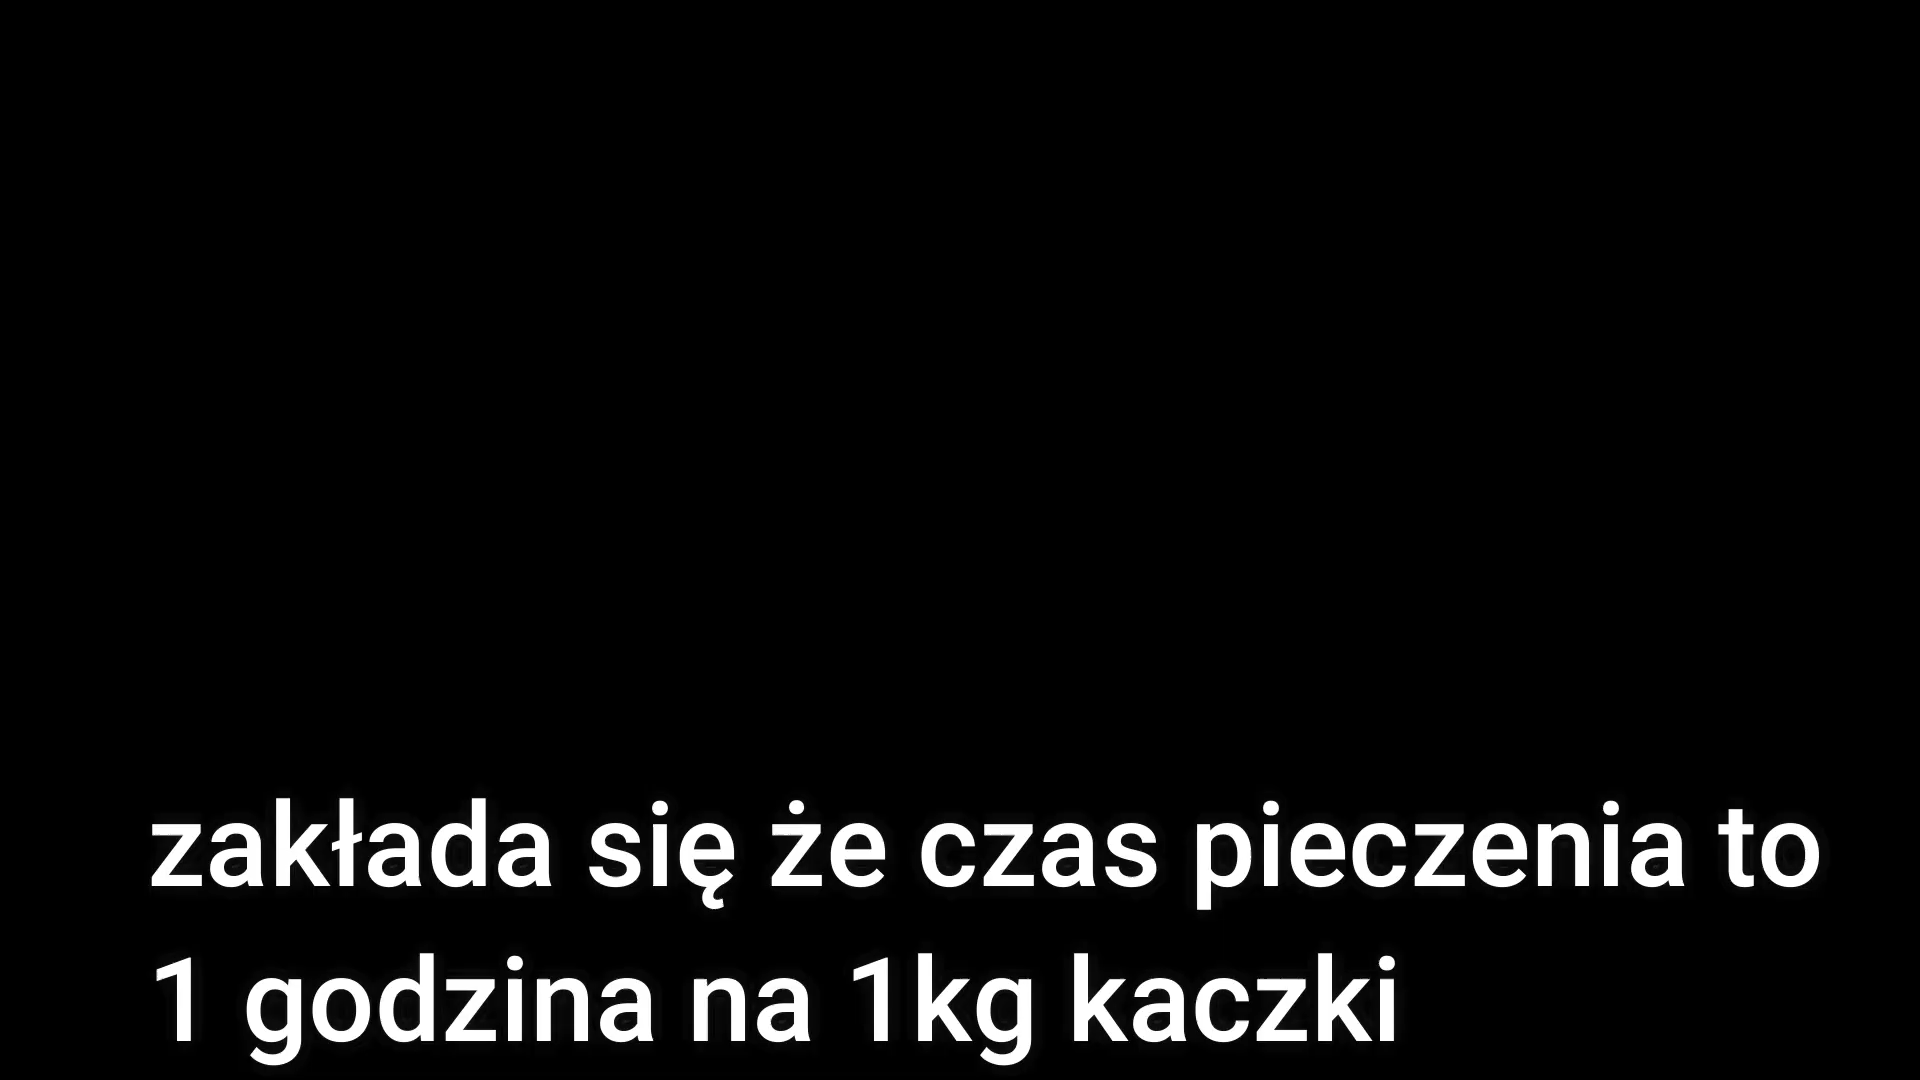 zakłada się że czas pieczenia to
1 godzina na 1kg kaczki